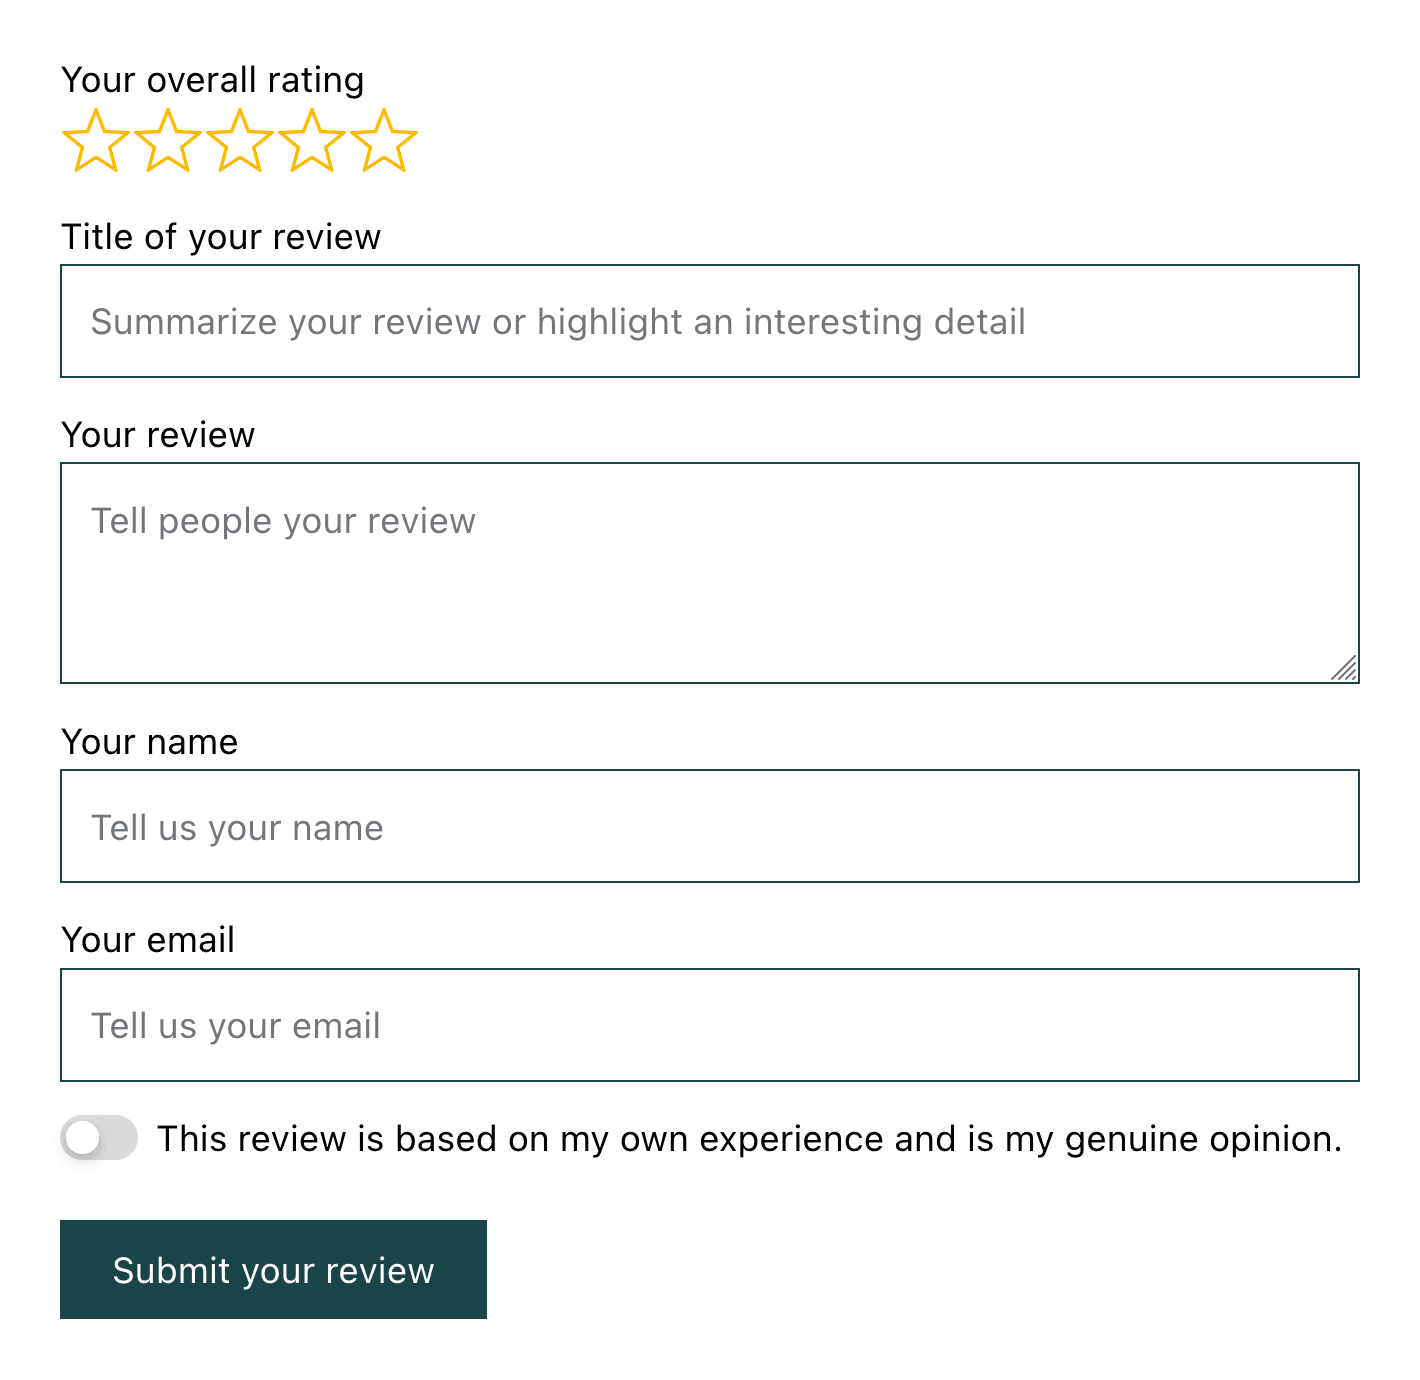 Your overall rating
Title of your review
Summarize your review or highlight an interesting detail
Your review
Tell people your review
Your name
Tell us your name
Your email
Tell us your email
This review is based on my own experience and is my genuine opinion.
Submit your review